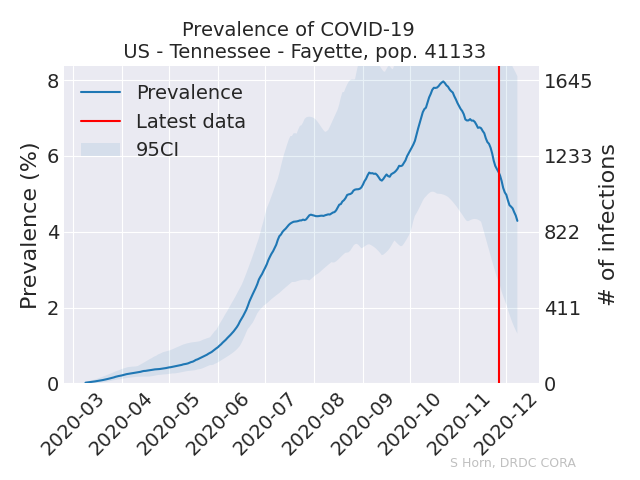 Prevalence of COVID-19
US - Tennessee - Fayette, pop. 41133
Prevalence
Latest data
95CI
Prevalence (%)
8
6
4
2
0
1645
1233
822
411
0
# of infections
2020-03
2020-04
2020-05
2020-06
2020-07
2020-08
2020-09
2020-10
2020-11
2020-12
S Horn, DRDC CORA